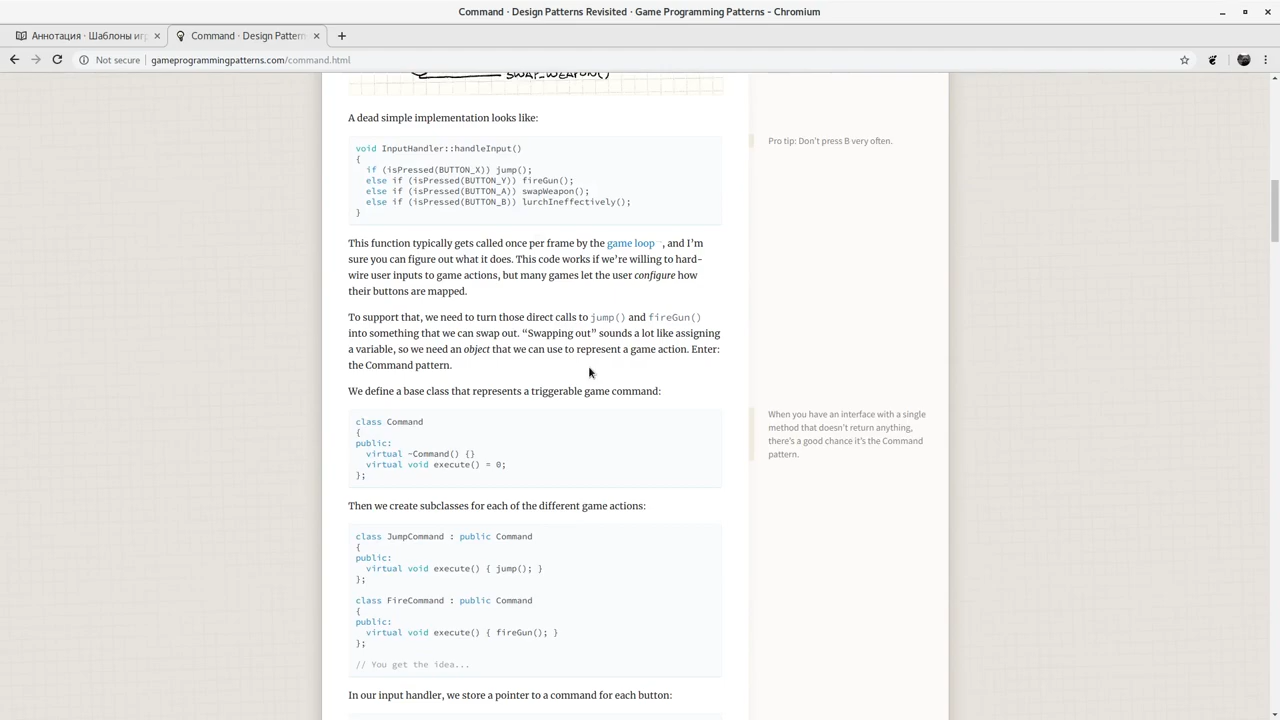 Command · Design Patterns Revisited · Game Programming Patterns - Chromium
Аннотация · Шаблоны игр
Command · Design Pattern
Not secure
gameprogrammingpatterns.com/command.html
SWAP_WEAPON()
A dead simple implementation looks like:
Pro tip: Don't press B very often.
void InputHandler::handleInput()
{
if (isPressed(BUTTON_X)) jump();
else if (isPressed(BUTTON_Y)) fireGun();
else if (isPressed(BUTTON_A)) swapWeapon();
else if (isPressed(BUTTON_B)) lurchIneffectively();
}
This function typically gets called once per frame by the game loop, and I'm
sure you can figure out what it does. This code works if we're willing to hard-
wire user inputs to game actions, but many games let the user configure how
their buttons are mapped.
To support that, we need to turn those direct calls to jump() and fireGun()
into something that we can swap out. “Swapping out” sounds a lot like assigning
a variable, so we need an object that we can use to represent a game action. Enter:
the Command pattern.
We define a base class that represents a triggerable game command:
class Command
{
public:
virtual ~Command() {}
virtual void execute() = 0;
};
When you have an interface with a single
method that doesn't return anything,
there's a good chance it's the Command
pattern.
Then we create subclasses for each of the different game actions:
class JumpCommand : public Command
{
public:
virtual void execute() { jump(); }
};
class FireCommand : public Command
{
public:
virtual void execute() { fireGun(); }
};
// You get the idea...
In our input handler, we store a pointer to a command for each button: